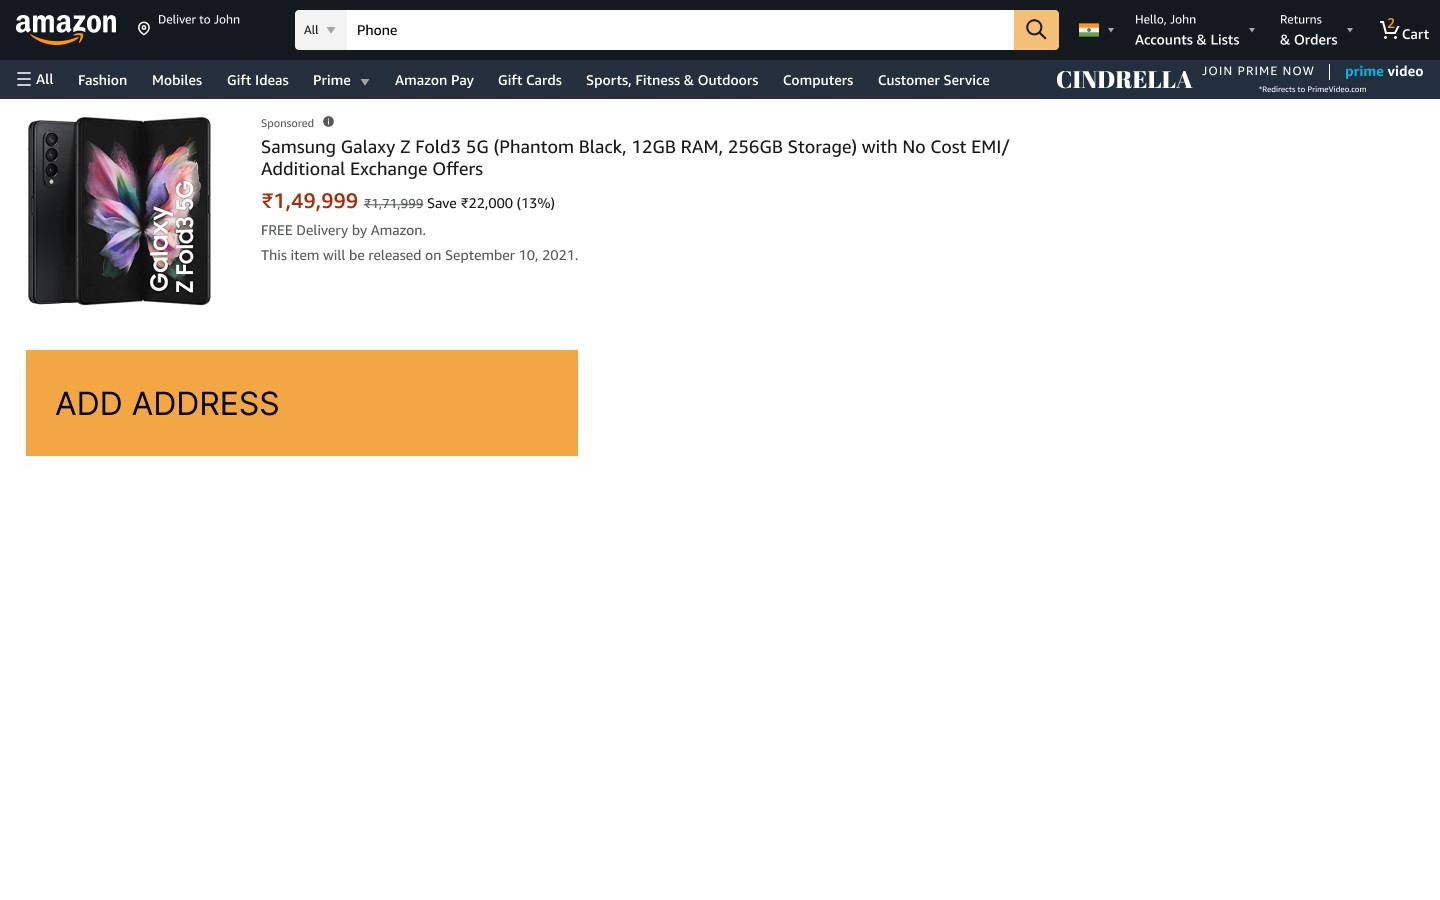 amazon
Deliver to John
All
Phone
Hello, John
Accounts & Lists
Returns
& Orders
2
Cart
All
Fashion
Mobiles
Gift Ideas
Prime
Amazon Pay
Gift Cards
Sports, Fitness & Outdoors
Computers
Customer Service
CINDRELLA
JOIN PRIME NOW
prime video
*Redirects to PrimeVideo.com
Galaxy
Z Fold3 5G
Sponsored
Samsung Galaxy Z Fold3 5G (Phantom Black, 12GB RAM, 256GB Storage) with No Cost EMI/
Additional Exchange Offers
₹1,49,999 ₹1,71,999 Save ₹22,000 (13%)
FREE Delivery by Amazon.
This item will be released on September 10, 2021.
ADD ADDRESS